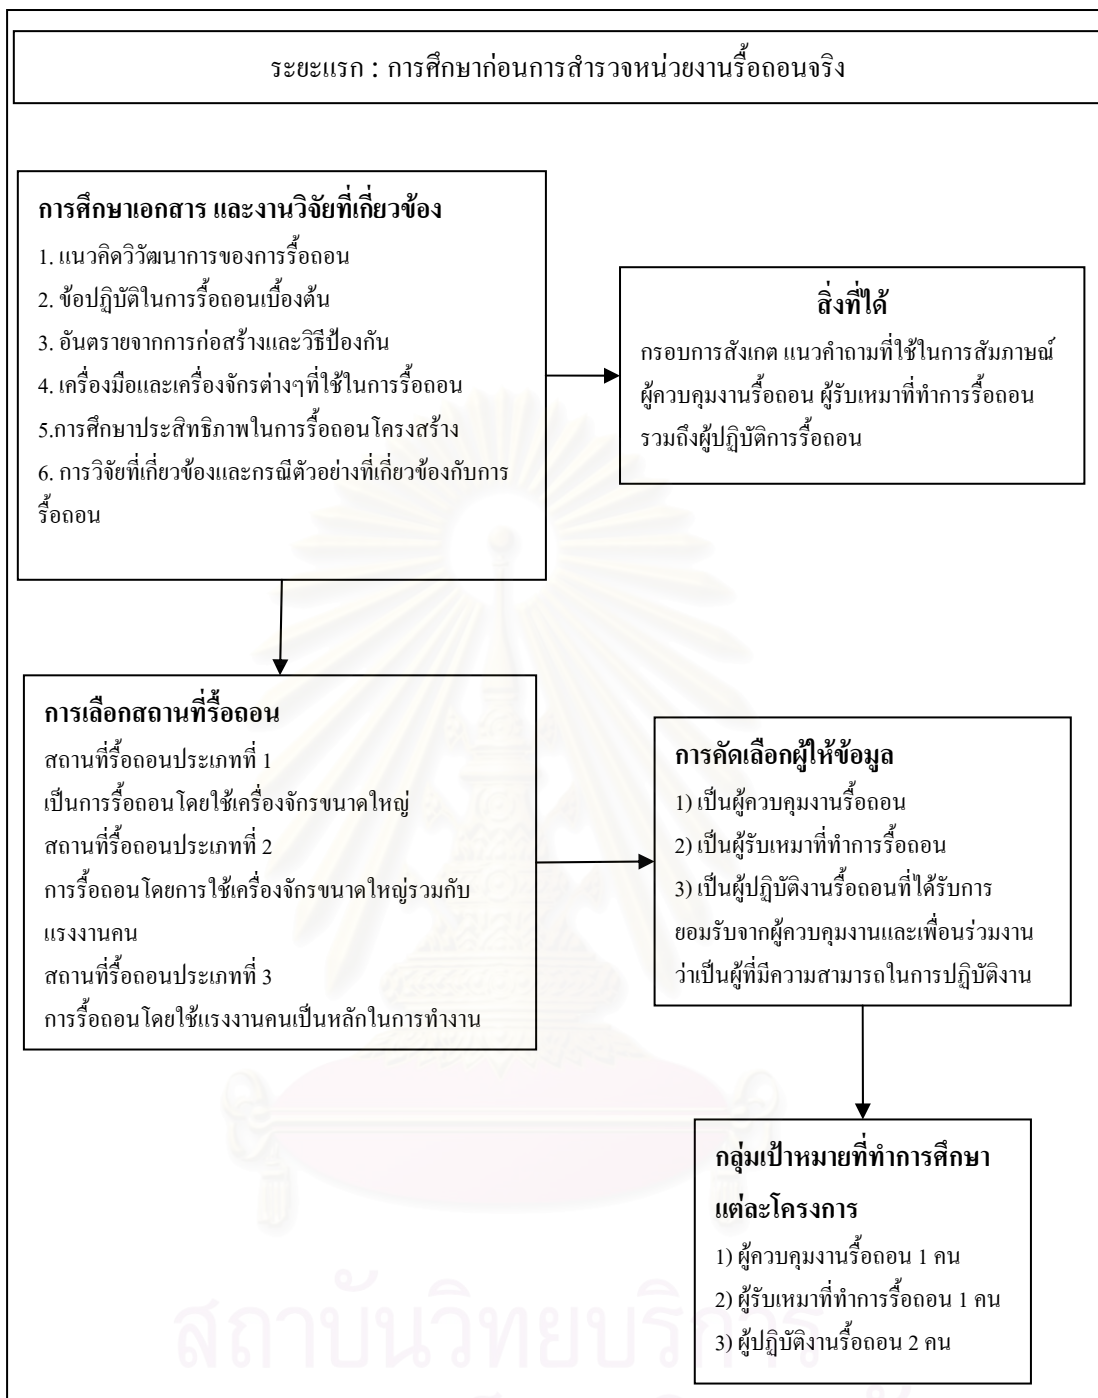 ระยะแรก : การศึกษาก่อนการสำรวจหน่วยงานรื้อถอนจริง
การศึกษาเอกสาร และงานวิจัยที่เกี่ยวข้อง
1. แนวคิดวิวัฒนาการของการรื้อถอน
2. ข้อปฏิบัติในการรื้อถอนเบื้องต้น
3. อันตรายจากการก่อสร้างและวิธีป้องกัน
4. เครื่องมือและเครื่องจักรต่างๆที่ใช้ในการรื้อถอน
5.การศึกษาประสิทธิภาพในการรื้อถอนโครงสร้าง
6. การวิจัยที่เกี่ยวข้องและกรณีตัวอย่างที่เกี่ยวข้องกับการ
รื้อถอน
สิ่งที่ได้
กรอบการสังเกต แนวคำถามที่ใช้ในการสัมภาษณ์
ผู้ควบคุมงานรื้อถอน ผู้รับเหมาที่ทำการรื้อถอน
รวมถึงผู้ปฏิบัติการรื้อถอน
การเลือกสถานที่รื้อถอน
สถานที่รื้อถอนประเภทที่ 1
เป็นการรื้อถอนโดยใช้เครื่องจักรขนาดใหญ่
สถานที่รื้อถอนประเภทที่ 2
การรื้อถอนโดยการใช้เครื่องจักรขนาดใหญ่รวมกับ
แรงงานคน
สถานที่รื้อถอนประเภทที่ 3
การรื้อถอนโดยใช้แรงงานคนเป็นหลักในการทำงาน
การคัดเลือกผู้ให้ข้อมูล
1) เป็นผู้ควบคุมงานรื้อถอน
2) เป็นผู้รับเหมาที่ทำการรื้อถอน
3) เป็นผู้ปฏิบัติงานรื้อถอนที่ได้รับการ
ยอมรับจากผู้ควบคุมงานและเพื่อนร่วมงาน
ว่าเป็นผู้ที่มีความสามารถในการปฏิบัติงาน
กลุ่มเป้าหมายที่ทำการศึกษา
แต่ละโครงการ
1) ผู้ควบคุมงานรื้อถอน 1 คน
2) ผู้รับเหมาที่ทำการรื้อถอน 1 คน
3) ผู้ปฏิบัติงานรื้อถอน 2 คน
สถาบันวิทยบริการ